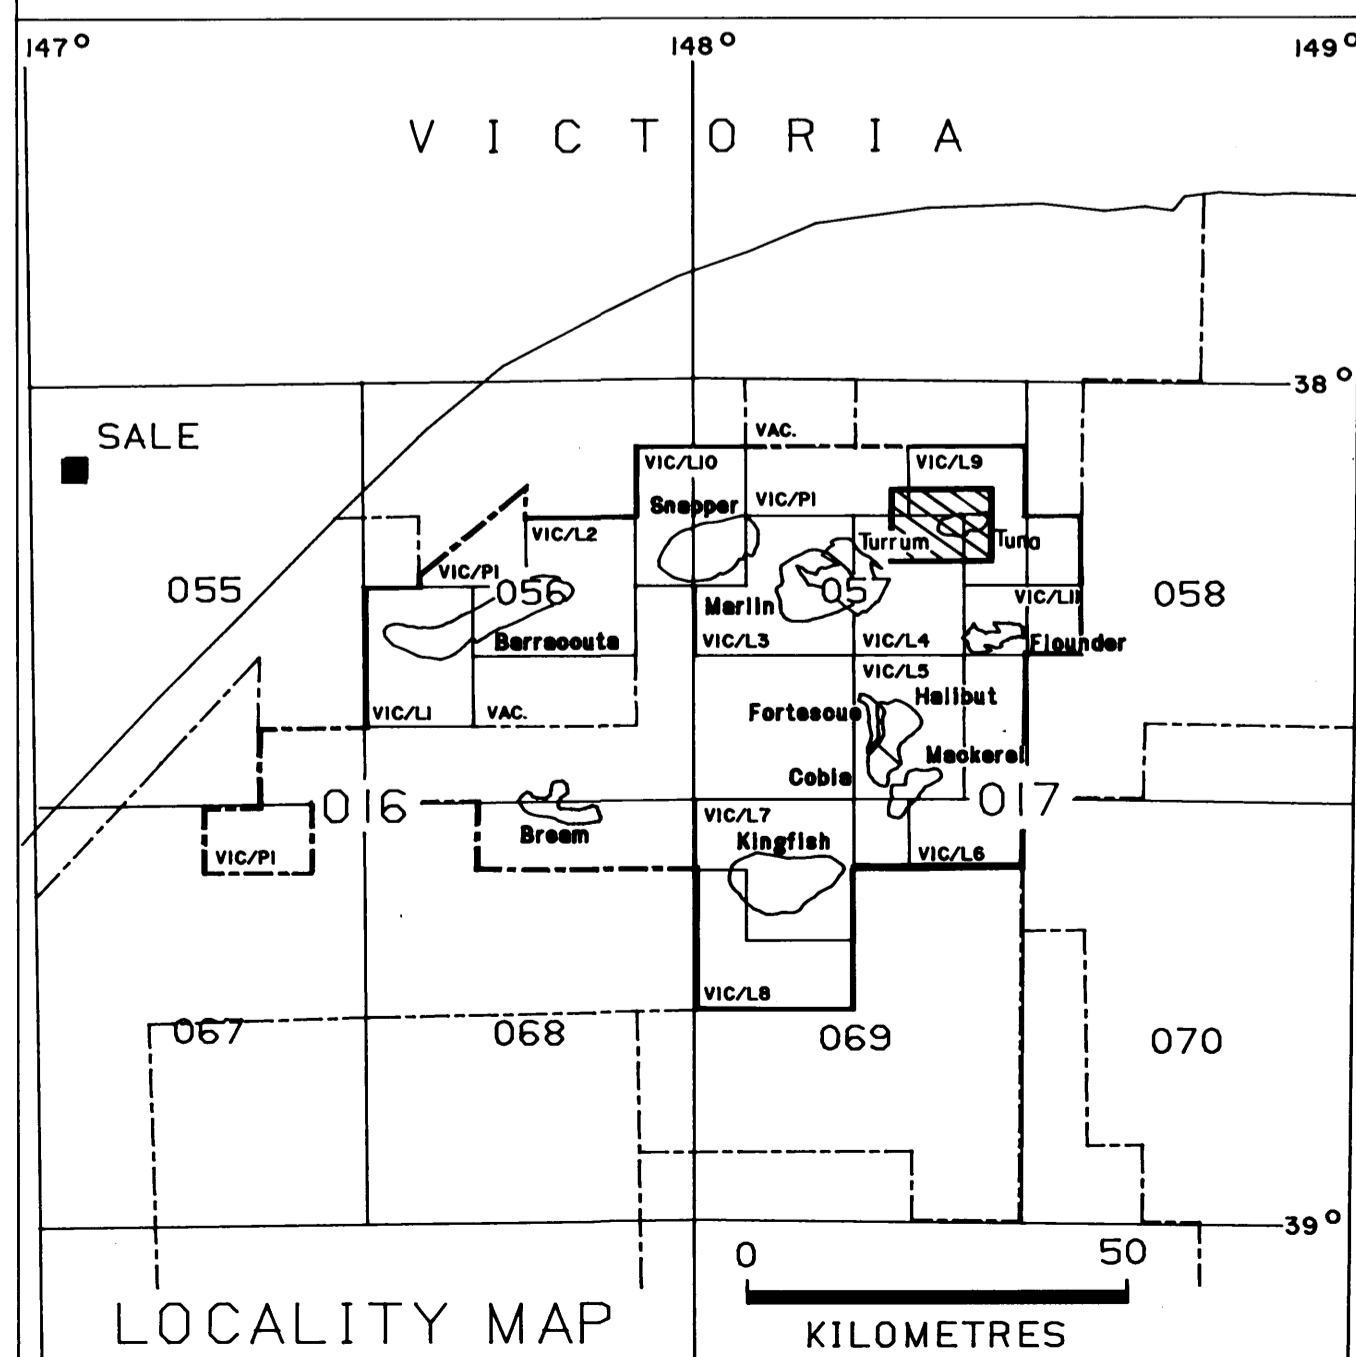 147° 148° 149°
VICTORIA
38°
SALE
VAC.
VIC/L10 VIC/L9
Snapper VIC/P1
VIC/L2 Turrum Tuna
VIC/P1
055 056 05 058
VIC/L11
Marlin
Barracouta VIC/L3 VIC/L4 Flounder
VIC/L5
Halibut
VIC/L1 VAC. Fortescue
Mackerel
Cobia
016 017
VIC/L7
Bream Kingfish
VIC/P1 VIC/L6
VIC/L8
067 068 069 070
39°
0 50
LOCALITY MAP KILOMETRES